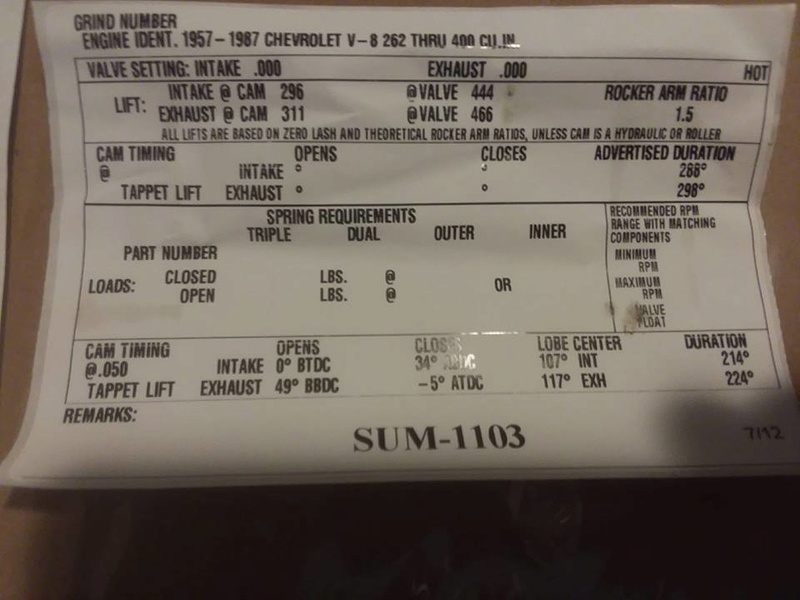 GRIND NUMBER
ENGINE IDENT. 1957-1987 CHEVROLET V-8 262 THRU 400 CU.IN.
VALVE SETTING: INTAKE .000 EXHAUST .000 HOT
LIFT: INTAKE @ CAM 296 @VALVE 444 ROCKER ARM RATIO
EXHAUST @ CAM 311 @VALVE 466 1.5
ALL LIFTS ARE BASED ON ZERO LASH AND THEORETICAL ROCKER ARM RATIOS, UNLESS CAM IS A HYDRAULIC OR ROLLER
CAM TIMING OPENS CLOSES ADVERTISED DURATION
@ INTAKE ° ° 288°
TAPPET LIFT EXHAUST ° ° 298°
SPRING REQUIREMENTS
TRIPLE DUAL OUTER INNER
PART NUMBER
LOADS: CLOSED LBS. @ OR
OPEN LBS. @
RECOMMENDED RPM
RANGE WITH MATCHING
COMPONENTS
MINIMUM
RPM
MAXIMUM
RPM
VALVE
FLOAT
CAM TIMING OPENS CLOSES LOBE CENTER DURATION
@.050 INTAKE 0° BTDC 34° ABDC 107° INT 214°
TAPPET LIFT EXHAUST 49° BBDC -5° ATDC 117° EXH 224°
REMARKS:
SUM-1103
7/12